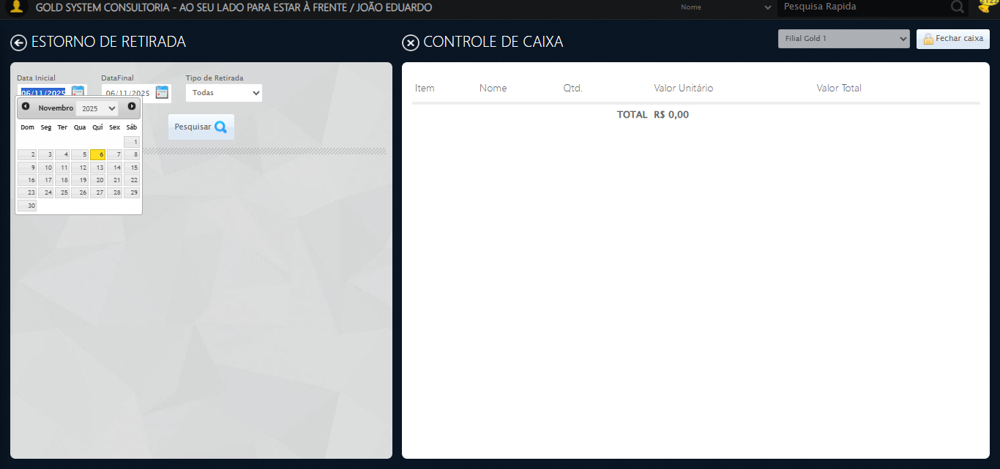 GOLD SYSTEM CONSULTORIA - AO SEU LADO PARA ESTAR À FRENTE / JOÃO EDUARDO
Nome
Pesquisa Rapida
2122
ESTORNO DE RETIRADA
CONTROLE DE CAIXA
Filial Gold 1
Fechar caixa
Data Inicial
DataFinal
Tipo de Retirada
06/11/2025
06/11/2025
Todas
Novembro 2025
Dom Seg Ter Qua Qui Sex Sáb
1
2 3 4 5 6 7 8
9 10 11 12 13 14 15
16 17 18 19 20 21 22
23 24 25 26 27 28 29
30
Pesquisar
Item Nome Qtd. Valor Unitário Valor Total
TOTAL R$ 0,00